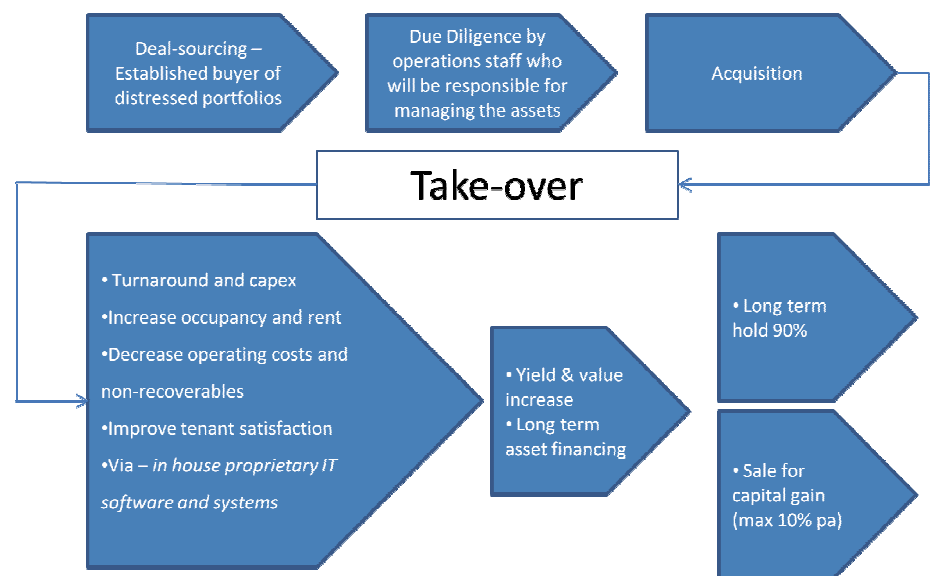 Deal-sourcing –
Established buyer of
distressed portfolios
Due Diligence by
operations staff who
will be responsible for
managing the assets
Acquisition
Take-over
• Turnaround and capex
•Increase occupancy and rent
•Decrease operating costs and
non-recoverables
•Improve tenant satisfaction
•Via – in house proprietary IT
software and systems
• Yield & value
increase
• Long term
asset financing
• Long term
hold 90%
• Sale for
capital gain
(max 10% pa)